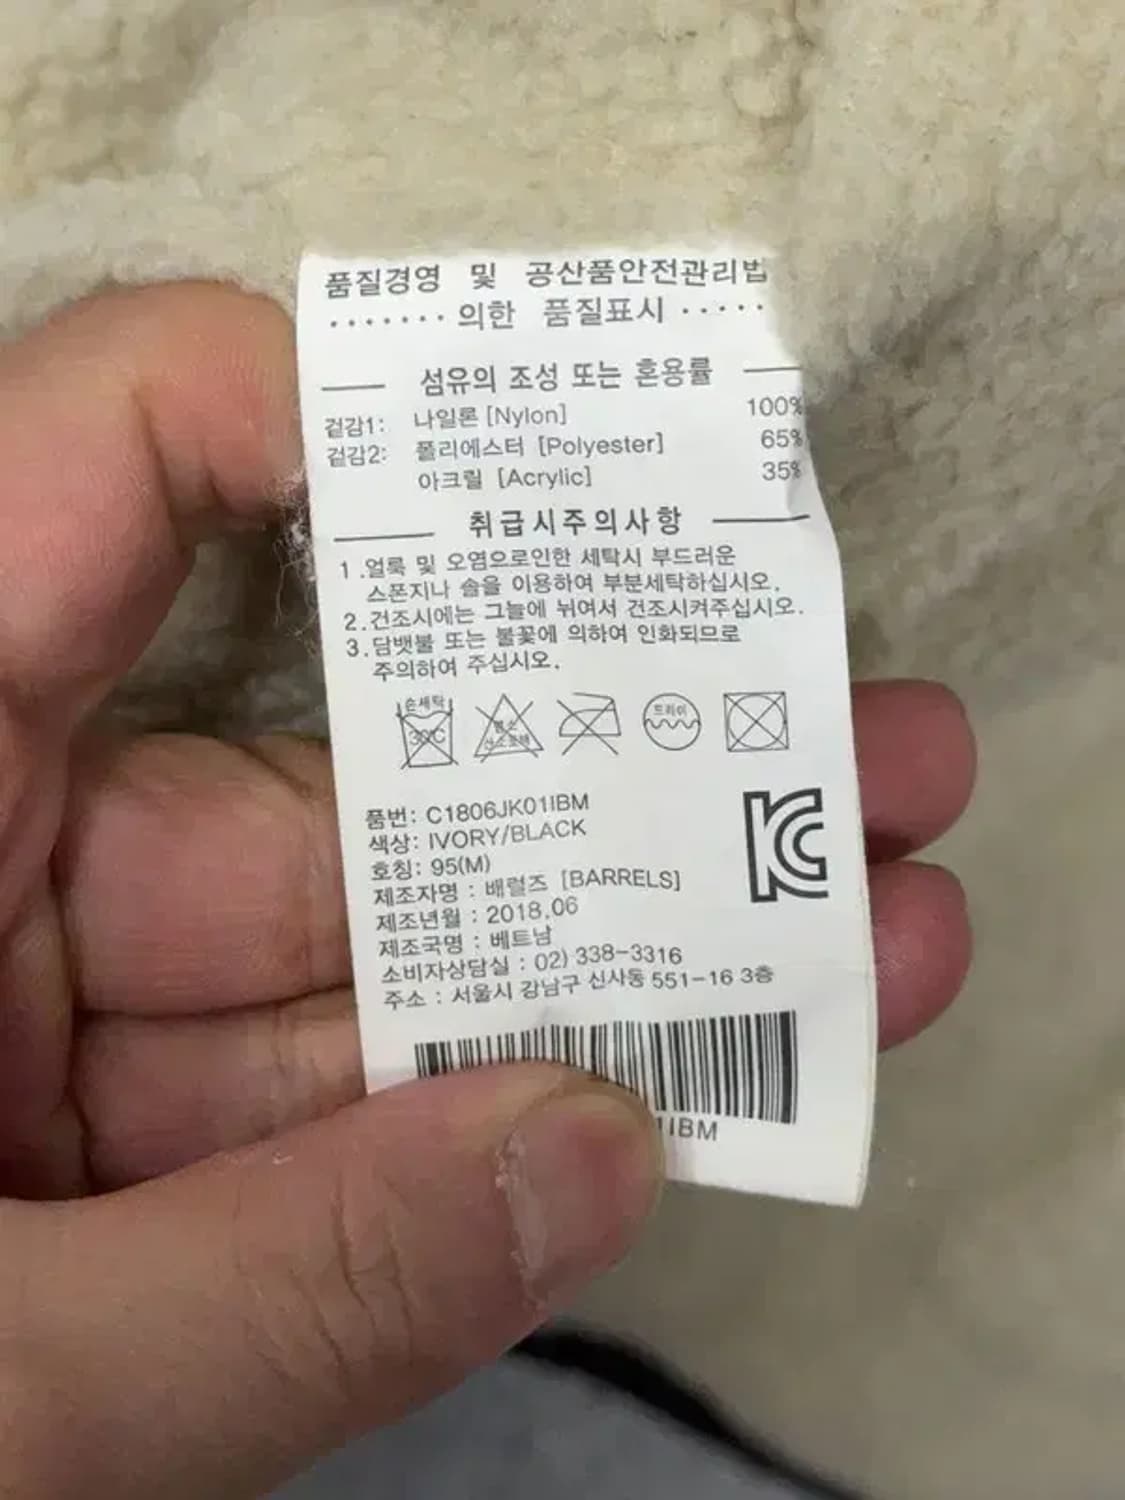 품질경영 및 공산품안전관리법
······· 의한 품질표시 ·····
섬유의 조성 또는 혼용률
겉감1: 나일론 [Nylon] 100%
겉감2: 폴리에스터 [Polyester] 65%
아크릴 [Acrylic] 35%
취급시주의사항
1.얼룩 및 오염으로인한 세탁시 부드러운
스폰지나 솔을 이용하여 부분세탁하십시오.
2.건조시에는 그늘에 뉘여서 건조시켜주십시오.
3.담뱃불 또는 불꽃에 의하여 인화되므로
주의하여 주십시오.
손세탁 30℃ 염소 산소표백 드라이
품번: C1806JK01IBM
색상: IVORY/BLACK
호칭: 95(M)
제조자명 : 배럴즈 [BARRELS]
제조년월 : 2018.06
제조국명 : 베트남
소비자상담실 : 02) 338-3316
주소 : 서울시 강남구 신사동 551-16 3층
KC
1IBM